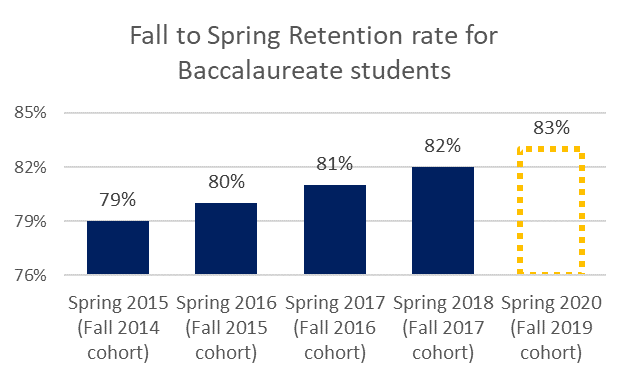 Fall to Spring Retention rate for
Baccalaureate students
85%
82%
79%
76%
79%
80%
81%
82%
83%
Spring 2015
(Fall 2014
cohort)
Spring 2016
(Fall 2015
cohort)
Spring 2017
(Fall 2016
cohort)
Spring 2018
(Fall 2017
cohort)
Spring 2020
(Fall 2019
cohort)